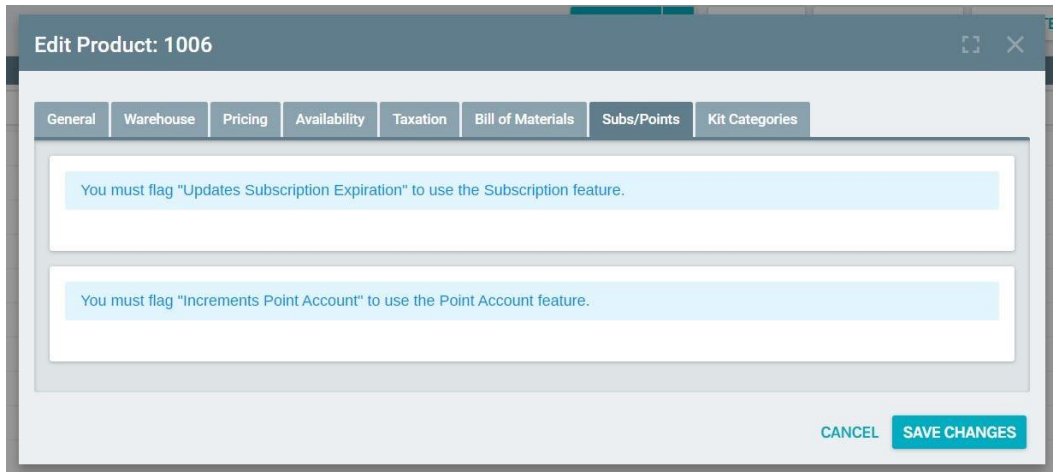 Edit Product: 1006
General Warehouse Pricing Availability Taxation Bill of Materials Subs/Points Kit Categories
You must flag "Updates Subscription Expiration" to use the Subscription feature.
You must flag "Increments Point Account" to use the Point Account feature.
CANCEL SAVE CHANGES